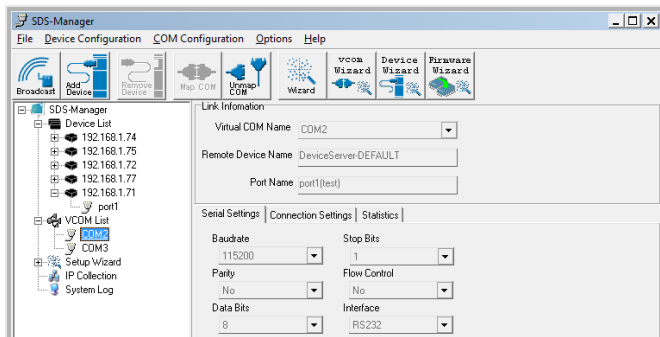 SDS-Manager
File Device Configuration COM Configuration Options Help
Broadcast Add Device Remove Device Map COM Unmap COM Wizard vcom Wizard Device Wizard Firmware Wizard
SDS-Manager
Device List
192.168.1.74
192.168.1.75
192.168.1.72
192.168.1.77
192.168.1.71
port1
VCOM List
COM2
COM3
Setup Wizard
IP Collection
System Log
Link Infomation
Virtual COM Name COM2
Remote Device Name DeviceServer-DEFAULT
Port Name port1(test)
Serial Settings Connection Settings Statistics
Baudrate Stop Bits
115200 1
Parity Flow Control
No No
Data Bits Interface
8 RS232